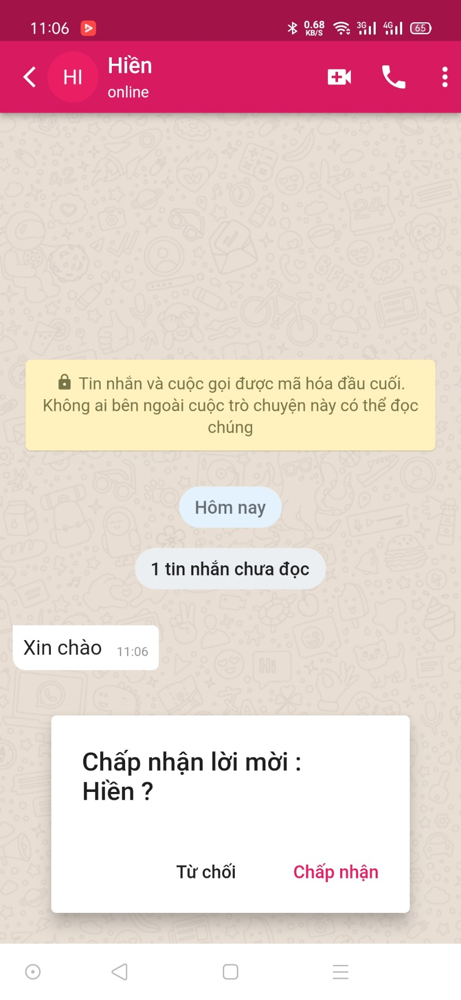 11:06
0.68
KB/S
3G
4G
65
HI
Hiền
online
Tin nhắn và cuộc gọi được mã hóa đầu cuối.
Không ai bên ngoài cuộc trò chuyện này có thể đọc
chúng
Hôm nay
1 tin nhắn chưa đọc
Xin chào 11:06
Chấp nhận lời mời :
Hiền ?
Từ chối Chấp nhận